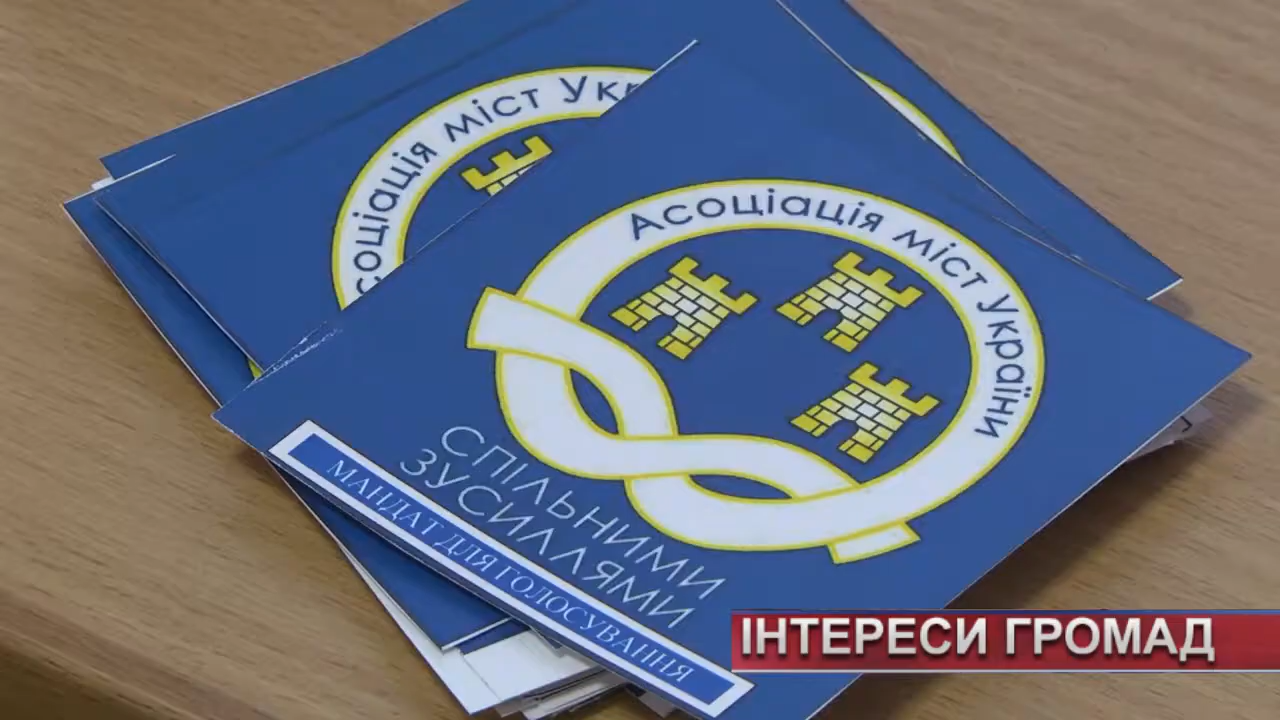 Асоціація міст України
СПІЛЬНИМИ
ЗУСИЛЛЯМИ
МАНДАТ ДЛЯ ГОЛОСУВАННЯ
ІНТЕРЕСИ ГРОМАД